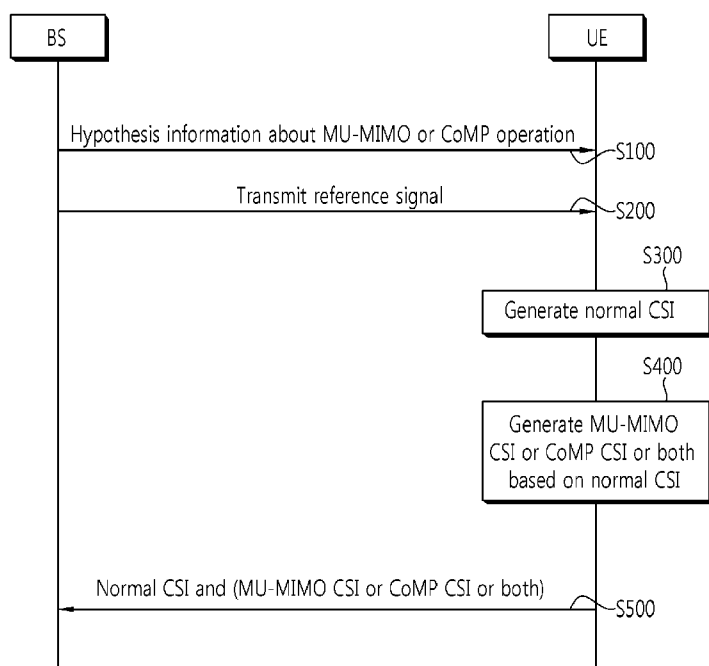 BS
UE
Hypothesis information about MU-MIMO or CoMP operation
S100
Transmit reference signal
S200
S300
Generate normal CSI
S400
Generate MU-MIMO
CSI or CoMP CSI or both
based on normal CSI
Normal CSI and (MU-MIMO CSI or CoMP CSI or both)
S500